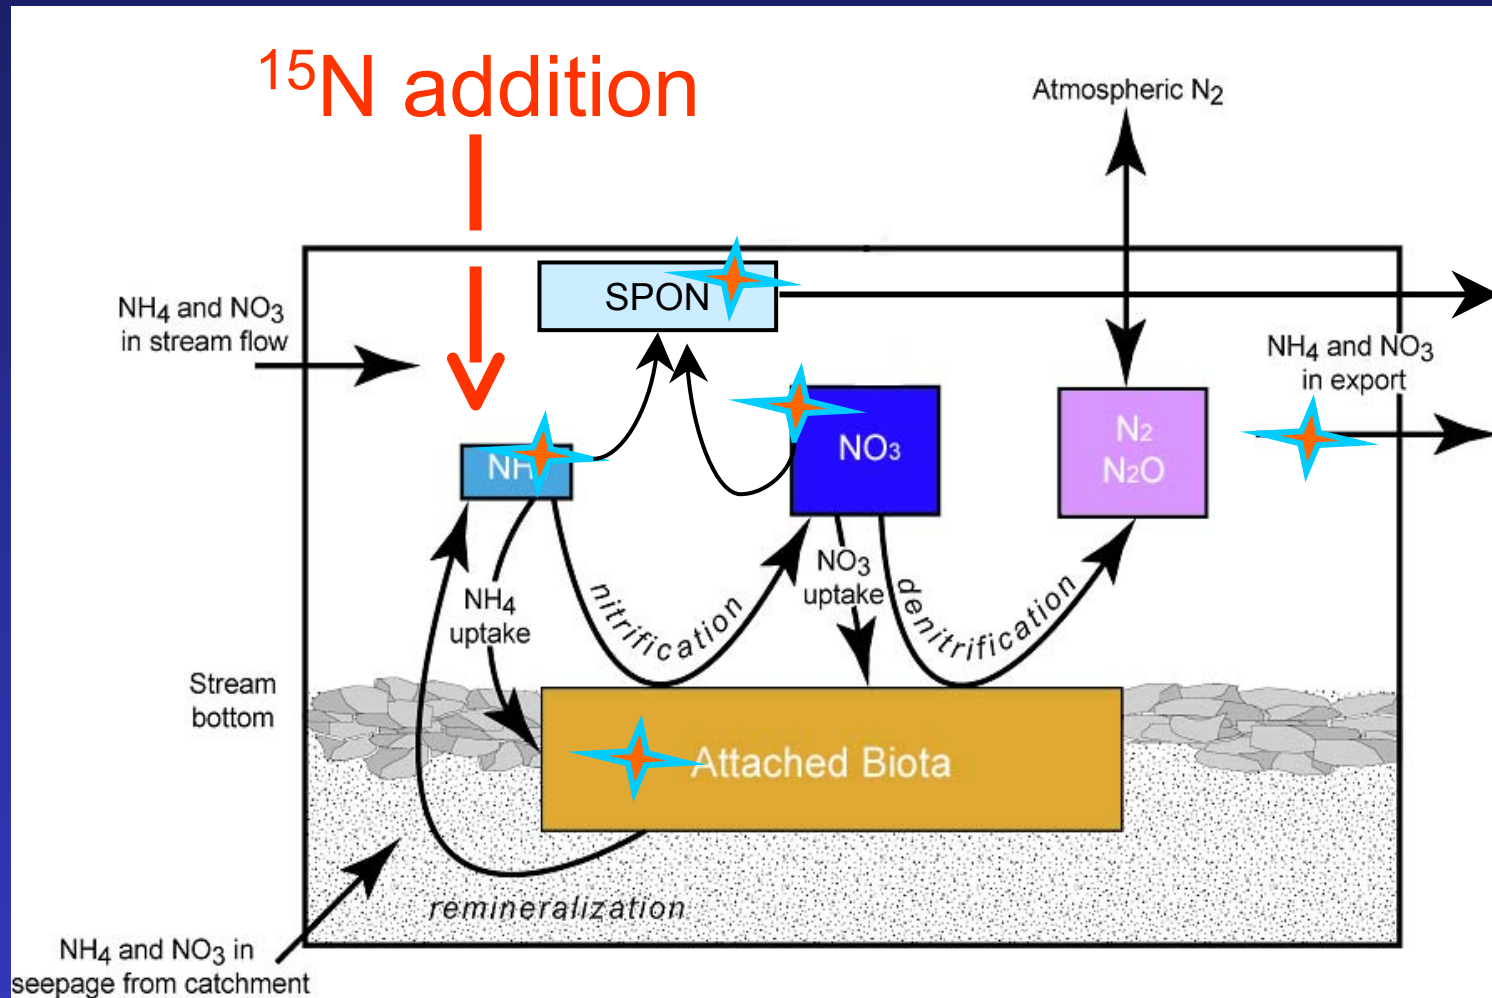 ¹⁵N addition
Atmospheric N₂
SPON
NH₄ and NO₃
in stream flow
NH₄ and NO₃
in export
NH
NO₃
N₂
N₂O
NH₄
uptake
nitrification
NO₃
uptake
denitrification
Stream
bottom
Attached Biota
remineralization
NH₄ and NO₃ in
seepage from catchment